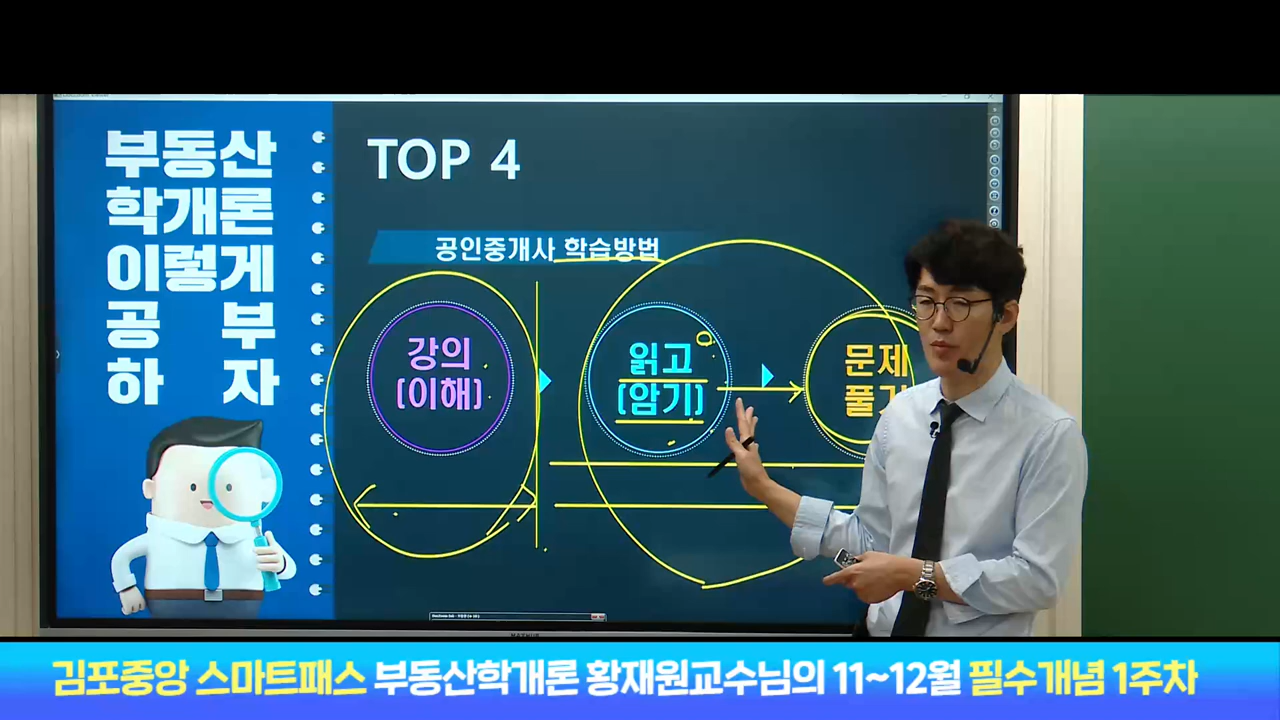 부동산
학개론
이렇게
공 부
하 자
TOP 4
공인중개사 학습방법
강의
(이해)
읽고
(암기)
문제
풀
김포중앙 스마트패스 부동산학개론 황재원교수님의 11~12월 필수개념 1주차